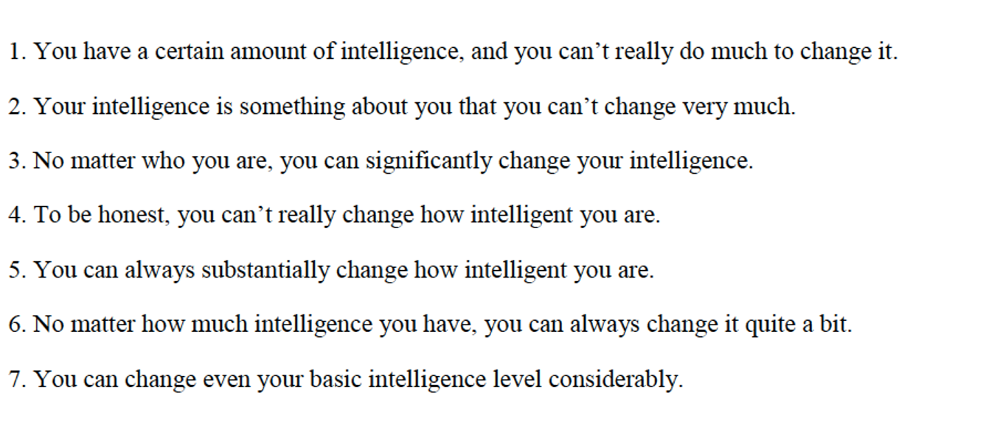 1. You have a certain amount of intelligence, and you can’t really do much to change it.
2. Your intelligence is something about you that you can’t change very much.
3. No matter who you are, you can significantly change your intelligence.
4. To be honest, you can’t really change how intelligent you are.
5. You can always substantially change how intelligent you are.
6. No matter how much intelligence you have, you can always change it quite a bit.
7. You can change even your basic intelligence level considerably.